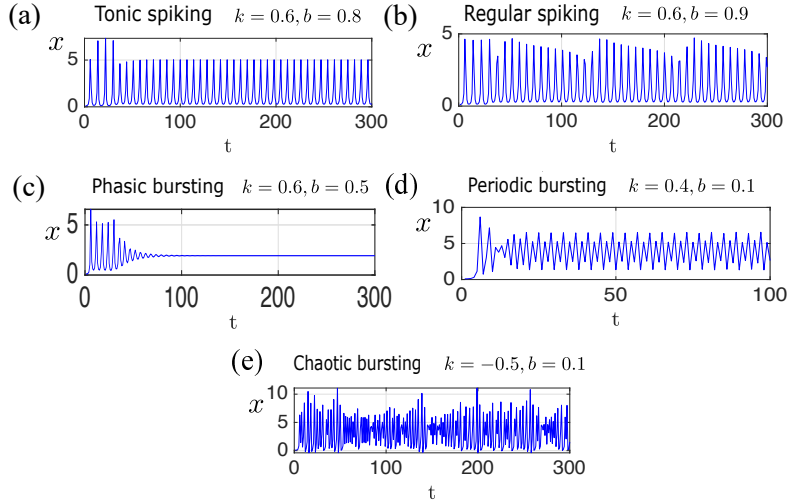 (a) Tonic spiking k = 0.6, b = 0.8
x
5
0
0 100 200 300
t
(b) Regular spiking k = 0.6, b = 0.9
x
5
0
0 100 200 300
t
(c) Phasic bursting k = 0.6, b = 0.5
x
5
0
0 100 200 300
t
(d) Periodic bursting k = 0.4, b = 0.1
x
10
5
0
0 50 100
t
(e) Chaotic bursting k = −0.5, b = 0.1
x
10
5
0
0 100 200 300
t